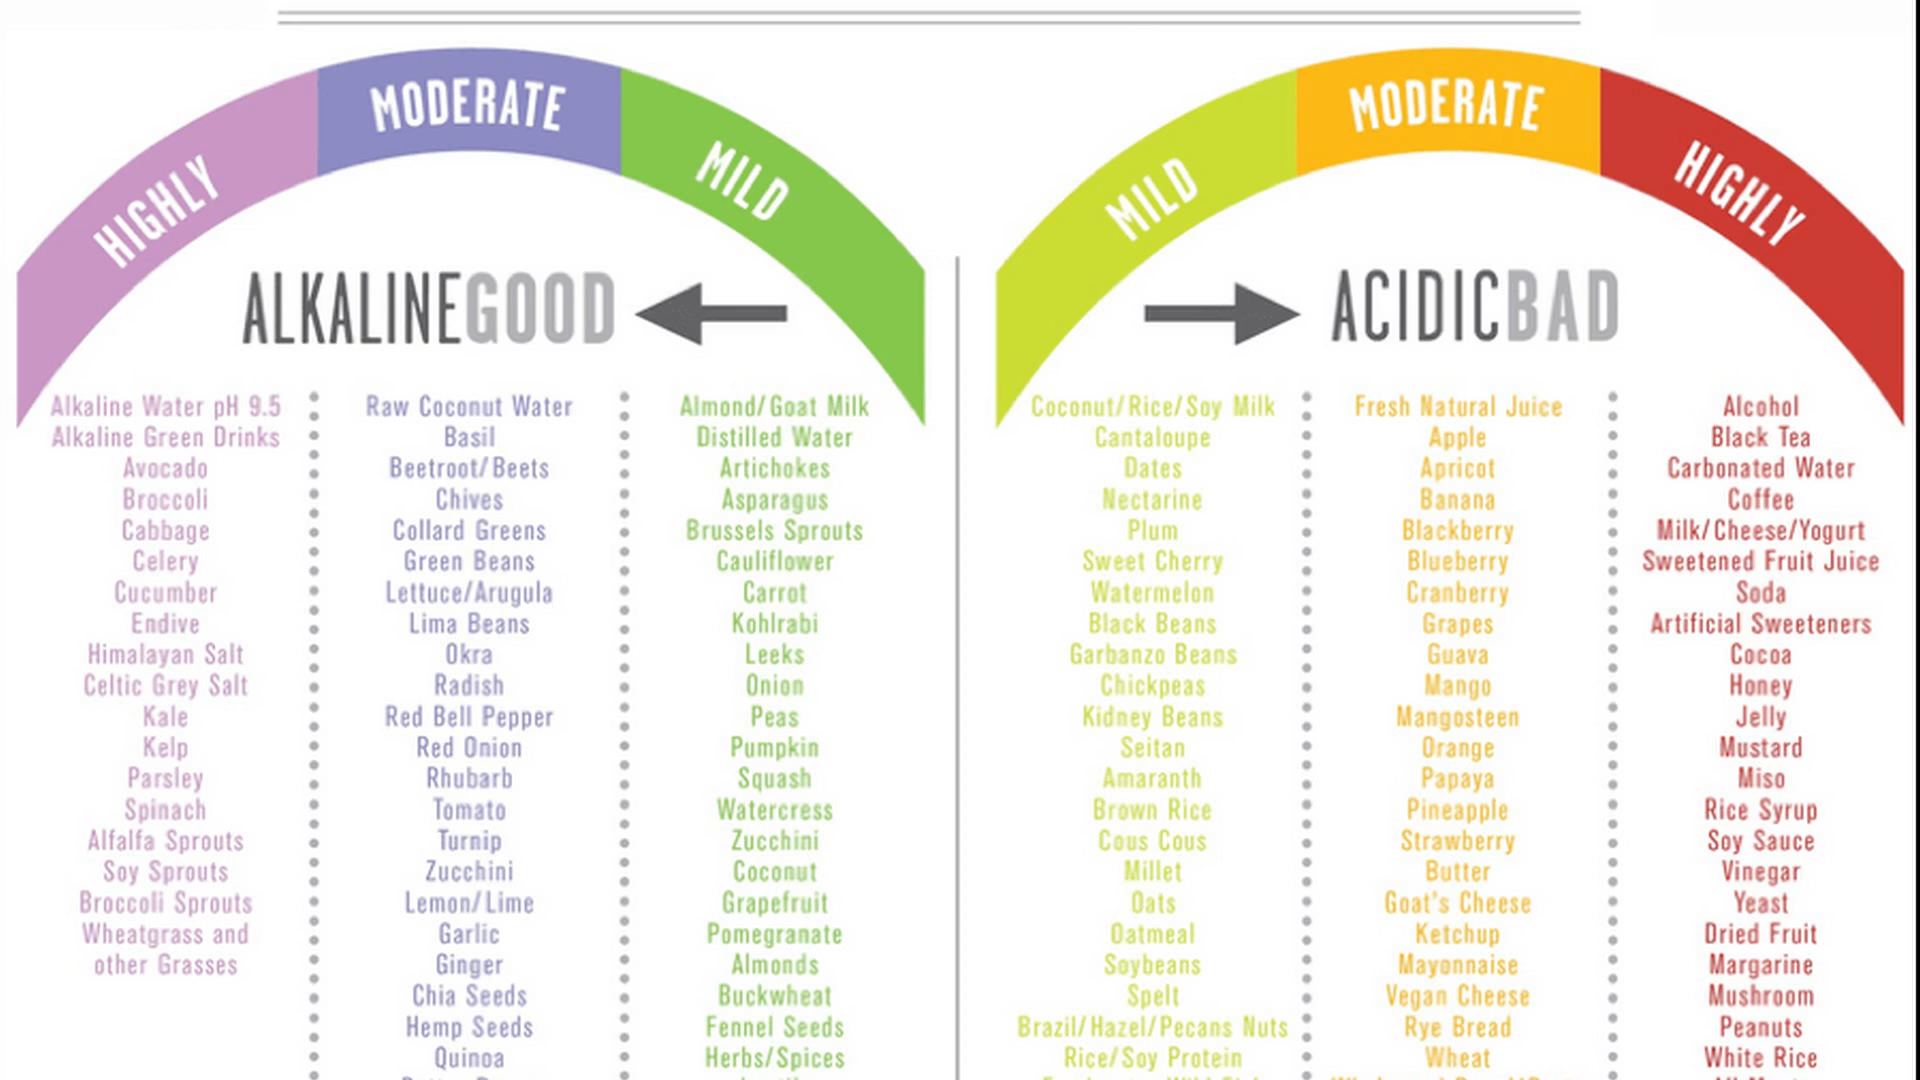 HIGHLY
MODERATE
MILD
ALKALINEGOOD
Alkaline Water pH 9.5
Alkaline Green Drinks
Avocado
Broccoli
Cabbage
Celery
Cucumber
Endive
Himalayan Salt
Celtic Grey Salt
Kale
Kelp
Parsley
Spinach
Alfalfa Sprouts
Soy Sprouts
Broccoli Sprouts
Wheatgrass and
other Grasses
Raw Coconut Water
Basil
Beetroot/Beets
Chives
Collard Greens
Green Beans
Lettuce/Arugula
Lima Beans
Okra
Radish
Red Bell Pepper
Red Onion
Rhubarb
Tomato
Turnip
Zucchini
Lemon/Lime
Garlic
Ginger
Chia Seeds
Hemp Seeds
Quinoa
Almond/Goat Milk
Distilled Water
Artichokes
Asparagus
Brussels Sprouts
Cauliflower
Carrot
Kohlrabi
Leeks
Onion
Peas
Pumpkin
Squash
Watercress
Zucchini
Coconut
Grapefruit
Pomegranate
Almonds
Buckwheat
Fennel Seeds
Herbs/Spices
MILD
MODERATE
HIGHLY
ACIDICBAD
Coconut/Rice/Soy Milk
Cantaloupe
Dates
Nectarine
Plum
Sweet Cherry
Watermelon
Black Beans
Garbanzo Beans
Chickpeas
Kidney Beans
Seitan
Amaranth
Brown Rice
Cous Cous
Millet
Oats
Oatmeal
Soybeans
Spelt
Brazil/Hazel/Pecans Nuts
Rice/Soy Protein
Fresh Natural Juice
Apple
Apricot
Banana
Blackberry
Blueberry
Cranberry
Grapes
Guava
Mango
Mangosteen
Orange
Papaya
Pineapple
Strawberry
Butter
Goat's Cheese
Ketchup
Mayonnaise
Vegan Cheese
Rye Bread
Wheat
Alcohol
Black Tea
Carbonated Water
Coffee
Milk/Cheese/Yogurt
Sweetened Fruit Juice
Soda
Artificial Sweeteners
Cocoa
Honey
Jelly
Mustard
Miso
Rice Syrup
Soy Sauce
Vinegar
Yeast
Dried Fruit
Margarine
Mushroom
Peanuts
White Rice